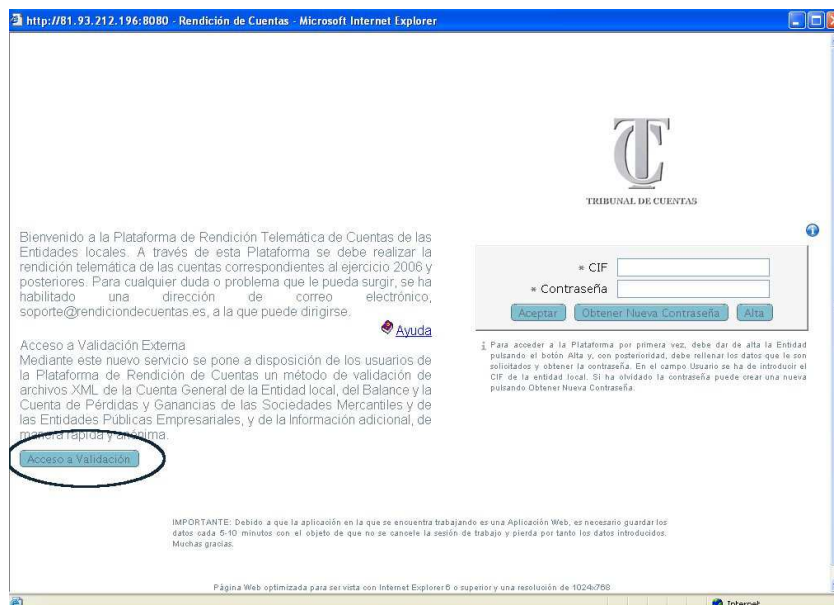 http://81.93.212.196:8080 - Rendición de Cuentas - Microsoft Internet Explorer
TC
TRIBUNAL DE CUENTAS
Bienvenido a la Plataforma de Rendición Telemática de Cuentas de las
Entidades locales. A través de esta Plataforma se debe realizar la
rendición telemática de las cuentas correspondientes al ejercicio 2006 y
posteriores. Para cualquier duda o problema que le pueda surgir, se ha
habilitado una dirección de correo electrónico,
soporte@rendiciondecuentas.es, a la que puede dirigirse.
Ayuda
Acceso a Validación Externa
Mediante este nuevo servicio se pone a disposición de los usuarios de
la Plataforma de Rendición de Cuentas un método de validación de
archivos XML de la Cuenta General de la Entidad local, del Balance y la
Cuenta de Pérdidas y Ganancias de las Sociedades Mercantiles y de
las Entidades Públicas Empresariales, y de la Información adicional, de
manera rápida y anónima.
Acceso a Validación
* CIF
* Contraseña
Aceptar Obtener Nueva Contraseña Alta
i Para acceder a la Plataforma por primera vez, debe dar de alta la Entidad
pulsando el botón Alta y, con posterioridad, debe rellenar los datos que le son
solicitados y obtener la contraseña. En el campo Usuario se ha de introducir el
CIF de la entidad local. Si ha olvidado la contraseña puede crear una nueva
pulsando Obtener Nueva Contraseña.
IMPORTANTE: Debido a que la aplicación en la que se encuentra trabajando es una Aplicación Web, es necesario guardar los
datos cada 5-10 minutos con el objeto de que no se cancele la sesión de trabajo y pierda por tanto los datos introducidos.
Muchas gracias.
Página Web optimizada para ser vista con Internet Explorer 6 o superior y una resolución de 1024x768
Internet